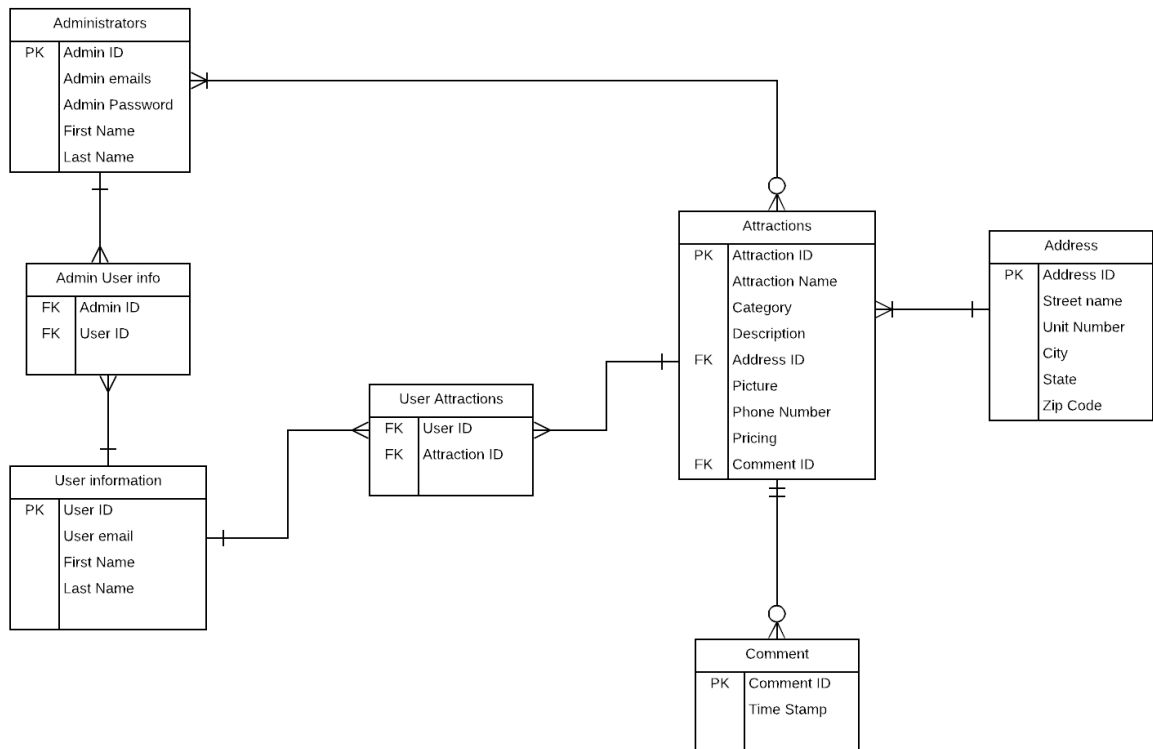 Administrators
PK Admin ID
Admin emails
Admin Password
First Name
Last Name
Admin User info
FK Admin ID
FK User ID
User information
PK User ID
User email
First Name
Last Name
User Attractions
FK User ID
FK Attraction ID
Attractions
PK Attraction ID
Attraction Name
Category
Description
FK Address ID
Picture
Phone Number
Pricing
FK Comment ID
Address
PK Address ID
Street name
Unit Number
City
State
Zip Code
Comment
PK Comment ID
Time Stamp